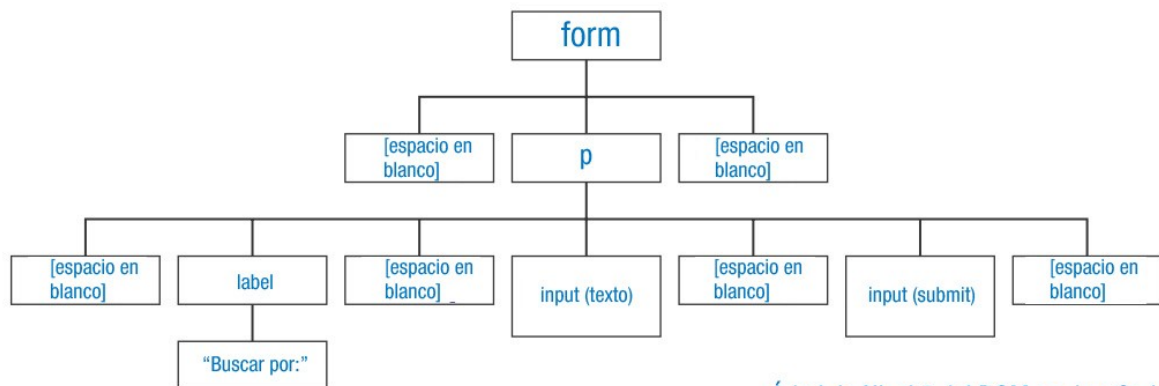 form
[espacio en
blanco]
p
[espacio en
blanco]
[espacio en
blanco]
label
[espacio en
blanco]
input (texto)
[espacio en
blanco]
input (submit)
[espacio en
blanco]
“Buscar por:”